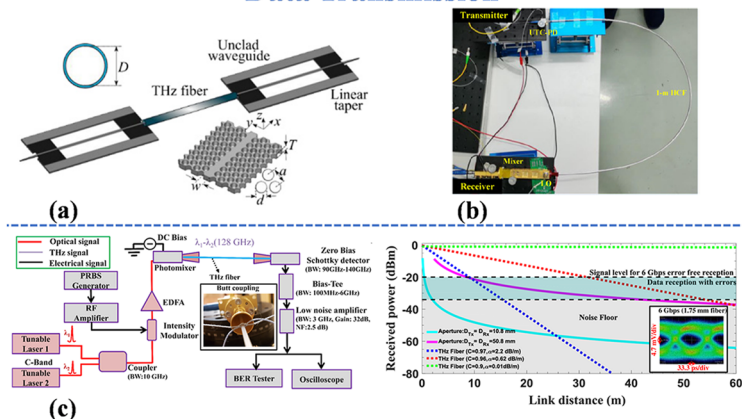 Data Transmission
D
Unclad
waveguide
THz fiber
Linear
taper
z
y
x
T
a
w
d
(a)
Transmitter
UTC-PD
1-m HCF
Mixer
LO
Receiver
(b)
Optical signal
THz signal
Electrical signal
DC Bias
λ1-λ2(128 GHz)
Photomixer
THz fiber
Zero Bias
Schottky detector
(BW: 90GHz-140GHz)
PRBS
Generator
EDFA
Butt coupling
Bias-Tee
(BW: 100MHz-6GHz)
RF
Amplifier
Intensity
Modulator
Low noise amplifier
(BW: 3 GHz, Gain: 32dB,
NF:2.5 dB)
Tunable
Laser 1
λ1
C-Band
λ2
Tunable
Laser 2
Coupler
(BW:10 GHz)
BER Tester
Oscilloscope
(c)
Received power (dBm)
0
-20
-40
-60
-80
Signal level for 6 Gbps error free reception
Data reception with errors
Noise Floor
6 Gbps (1.75 mm fiber)
4.7 mv/div
33.3 ps/div
Aperture:DTx = DRx=10.8 mm
Aperture:DTx = DRx=50.8 mm
THz Fiber (C=0.97,α=2.2 dB/m)
THz Fiber (C=0.96,α=0.62 dB/m)
THz Fiber (C=0.9,α=0.01dB/m)
0
10
20
30
40
50
60
Link distance (m)